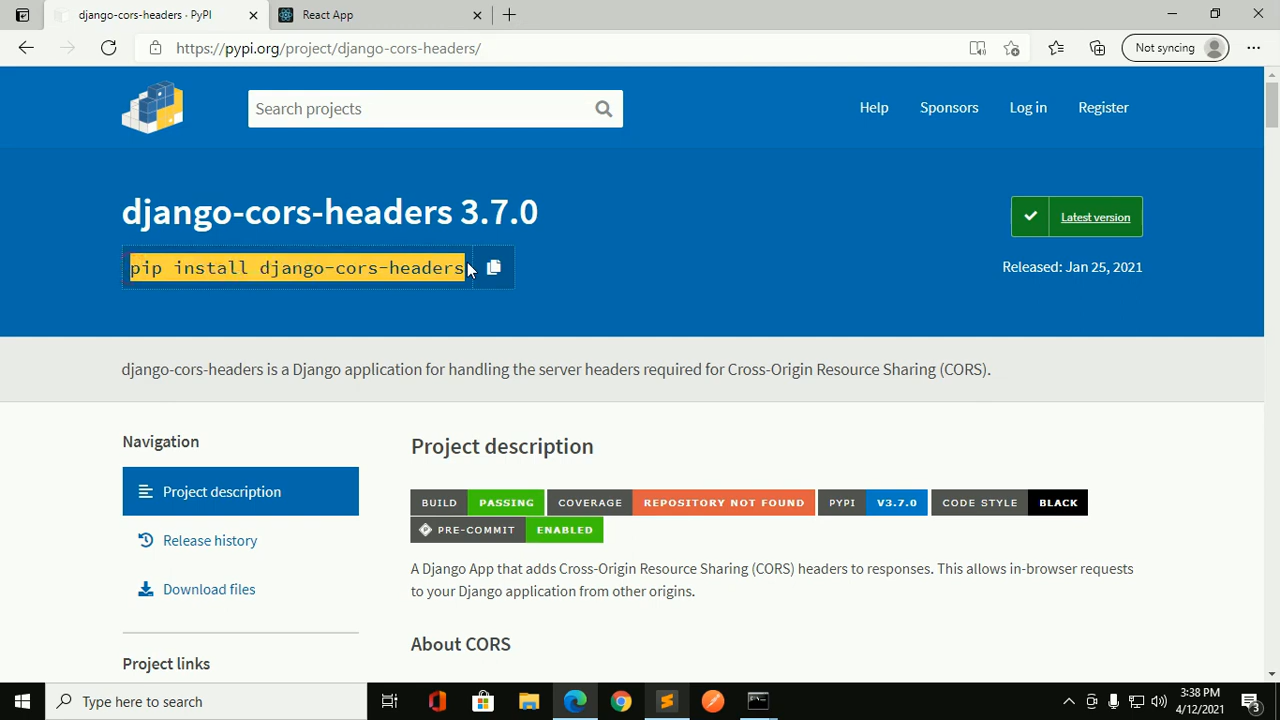 django-cors-headers · PyPI
React App
https://pypi.org/project/django-cors-headers/
Not syncing
Search projects
Help
Sponsors
Log in
Register
django-cors-headers 3.7.0
Latest version
pip install django-cors-headers
Released: Jan 25, 2021
django-cors-headers is a Django application for handling the server headers required for Cross-Origin Resource Sharing (CORS).
Navigation
Project description
Release history
Download files
Project links
Project description
BUILD PASSING COVERAGE REPOSITORY NOT FOUND PYPI V3.7.0 CODE STYLE BLACK
PRE-COMMIT ENABLED
A Django App that adds Cross-Origin Resource Sharing (CORS) headers to responses. This allows in-browser requests
to your Django application from other origins.
About CORS
Type here to search
3:38 PM
4/12/2021
3